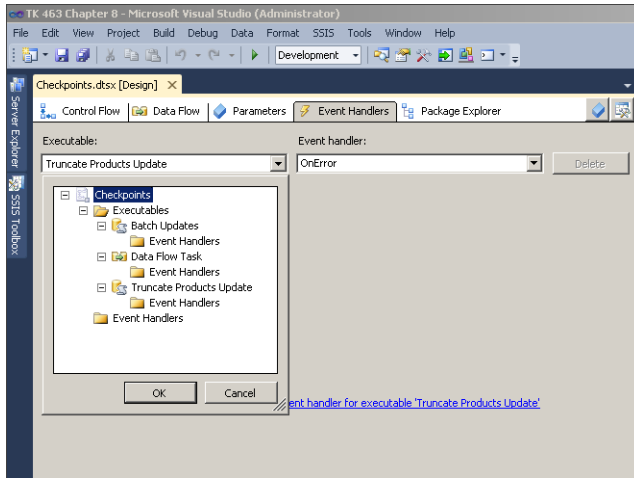 TK 463 Chapter 8 - Microsoft Visual Studio (Administrator)
File Edit View Project Build Debug Data Format SSIS Tools Window Help
Development
Checkpoints.dtsx [Design]
Control Flow Data Flow Parameters Event Handlers Package Explorer
Server Explorer
SSIS Toolbox
Executable: Event handler:
Truncate Products Update OnError Delete
Checkpoints
Executables
Batch Updates
Event Handlers
Data Flow Task
Event Handlers
Truncate Products Update
Event Handlers
Event Handlers
OK Cancel
ent handler for executable 'Truncate Products Update'